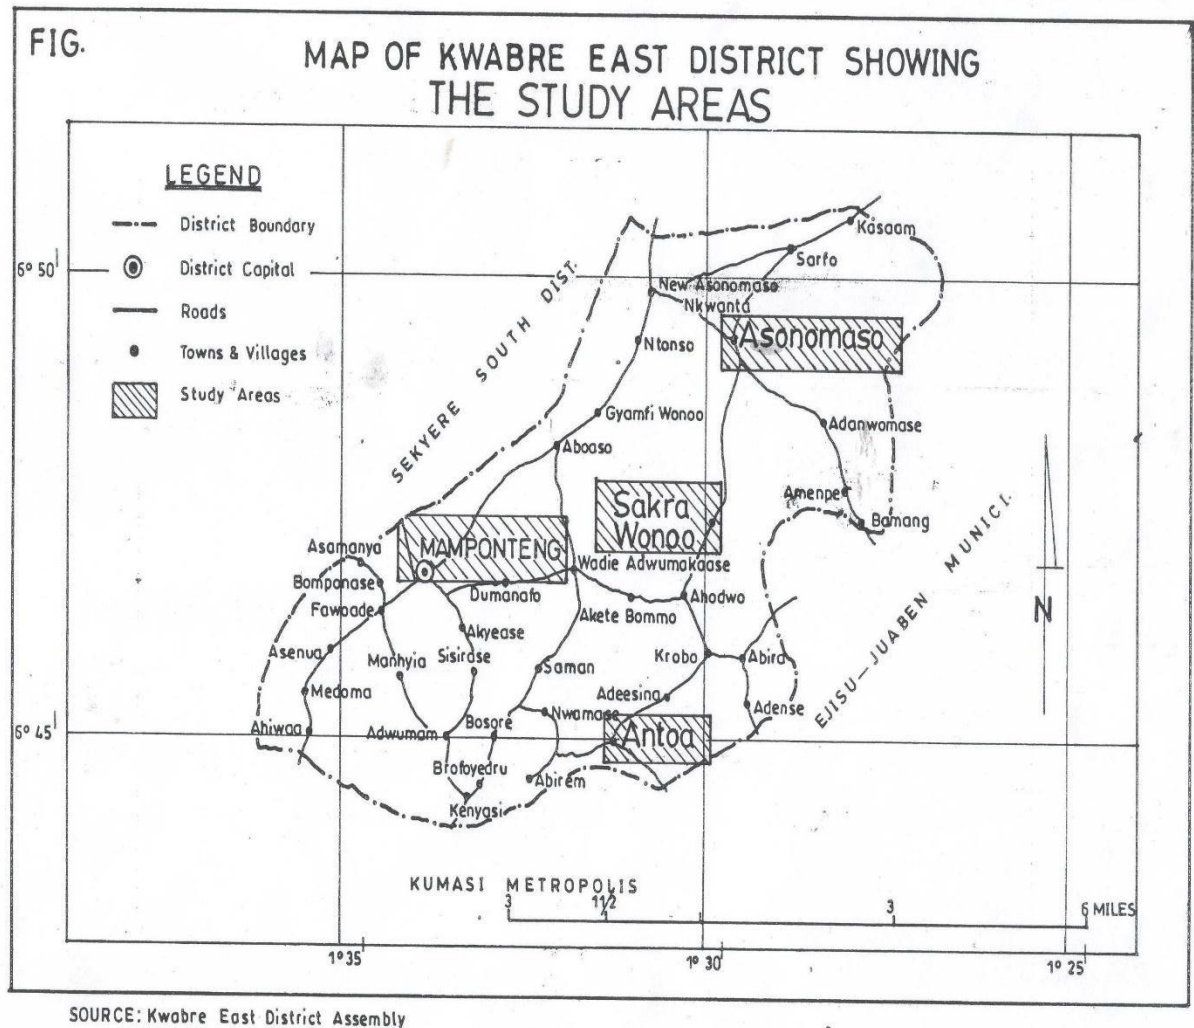 FIG.
MAP OF KWABRE EAST DISTRICT SHOWING
THE STUDY AREAS
LEGEND
District Boundary
District Capital
Roads
Towns & Villages
Study Areas
6° 50'
6° 45'
SEKYERE SOUTH DIST.
Kasaam
Sarfo
New Asonomaso
Nkwanta
Asonomaso
Ntonso
Gyamfi Wonoo
Adanwomase
Aboaso
Amenpe
Bamang
Sakra
Wonoo
MAMPONTENG
Asamanya
Wadie Adwumakaase
Bompanase
Dumanafo
Ahodwo
Fawoade
Akete Bommo
Akyease
Asenua
Manhyia
Sisirase
Saman
Krobo
Abira
Medoma
Adeesina
Adense
Ahiwaa
Adwumam
Bosore
Nwamase
Antoa
Brofoyedru
Abirem
Kenyasi
EJISU—JUABEN MUNICI.
N
KUMASI METROPOLIS
3 1 1/2 3 6 MILES
1° 35' 1° 30' 1° 25'
SOURCE: Kwabre East District Assembly